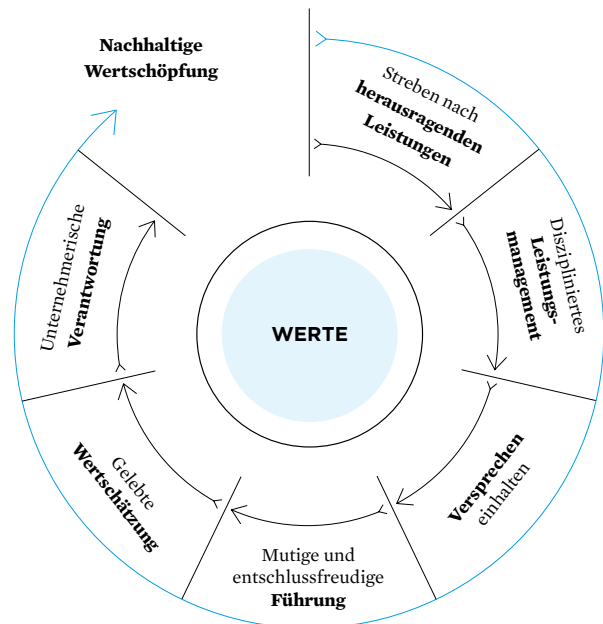 Nachhaltige
Wertschöpfung
Streben nach
herausragenden
Leistungen
Diszipliniertes
Leistungs-
management
Versprechen
einhalten
Mutige und
entschlussfreudige
Führung
Gelebte
Wertschätzung
Unternehmerische
Verantwortung
WERTE